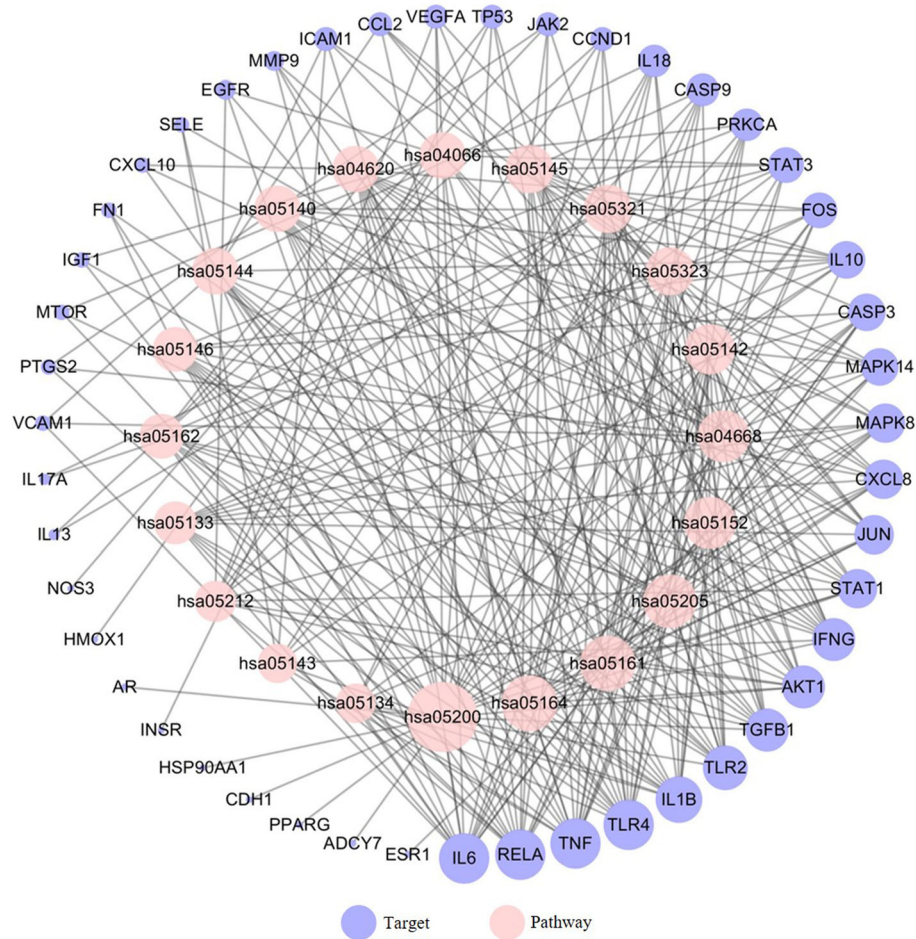 VEGFA TP53
CCL2
JAK2
ICAM1
CCND1
MMP9
IL18
EGFR
CASP9
SELE
PRKCA
CXCL10
STAT3
FN1
FOS
IGF1
IL10
MTOR
CASP3
PTGS2
MAPK14
VCAM1
MAPK8
IL17A
CXCL8
IL13
JUN
NOS3
STAT1
HMOX1
IFNG
AR
AKT1
INSR
TGFB1
HSP90AA1
TLR2
CDH1
IL1B
PPARG
TLR4
ADCY7
TNF
ESR1
RELA
IL6
hsa04066
hsa04620
hsa05145
hsa05140
hsa05321
hsa05144
hsa05323
hsa05146
hsa05142
hsa05162
hsa04668
hsa05133
hsa05152
hsa05212
hsa05205
hsa05143
hsa05161
hsa05134
hsa05164
hsa05200
Target
Pathway